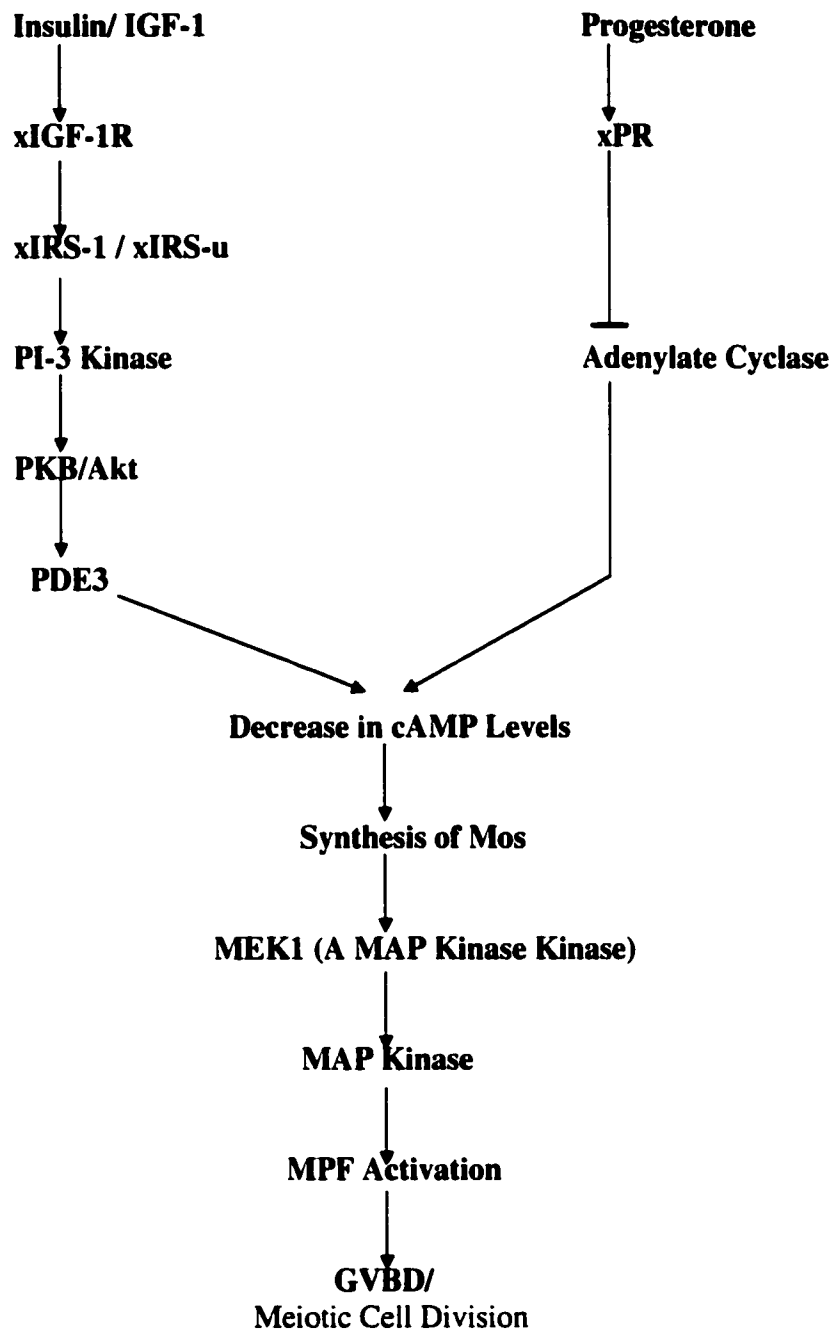 Insulin/ IGF-1
Progesterone
xIGF-1R
xPR
xIRS-1 / xIRS-u
PI-3 Kinase
Adenylate Cyclase
PKB/Akt
PDE3
Decrease in cAMP Levels
Synthesis of Mos
MEK1 (A MAP Kinase Kinase)
MAP Kinase
MPF Activation
GVBD/
Meiotic Cell Division